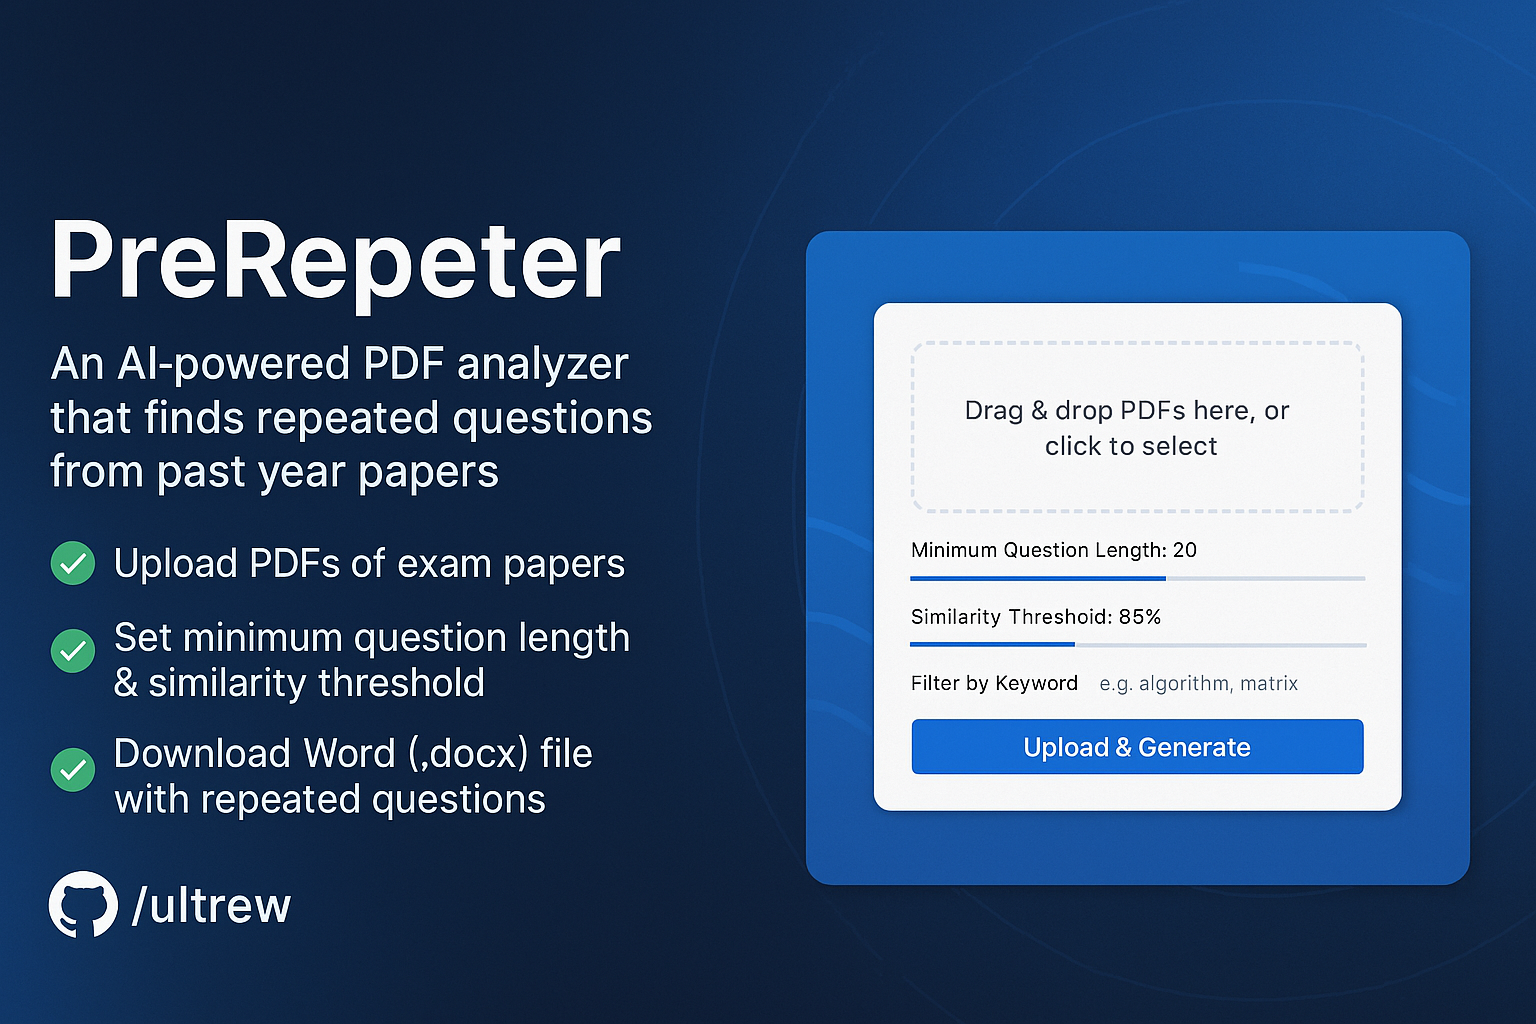 PreRepeter
An AI-powered PDF analyzer
that finds repeated questions
from past year papers
Upload PDFs of exam papers
Set minimum question length
& similarity threshold
Download Word (,docx) file
with repeated questions
/ultrew
Drag & drop PDFs here, or
click to select
Minimum Question Length: 20
Similarity Threshold: 85%
Filter by Keyword e.g. algorithm, matrix
Upload & Generate